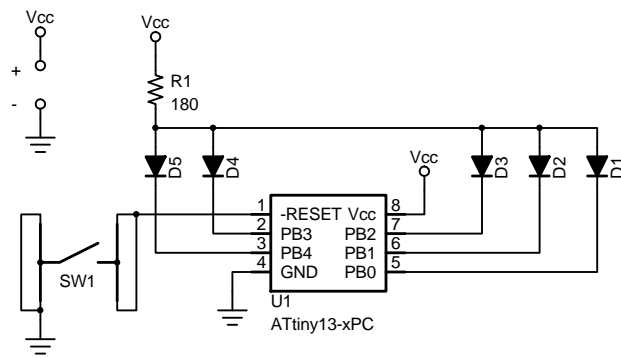 Vcc
+
-
Vcc
R1
180
D5
D4
D3
D2
D1
Vcc
1 -RESET Vcc 8
2 PB3 PB2 7
3 PB4 PB1 6
4 GND PB0 5
SW1
U1
ATtiny13-xPC